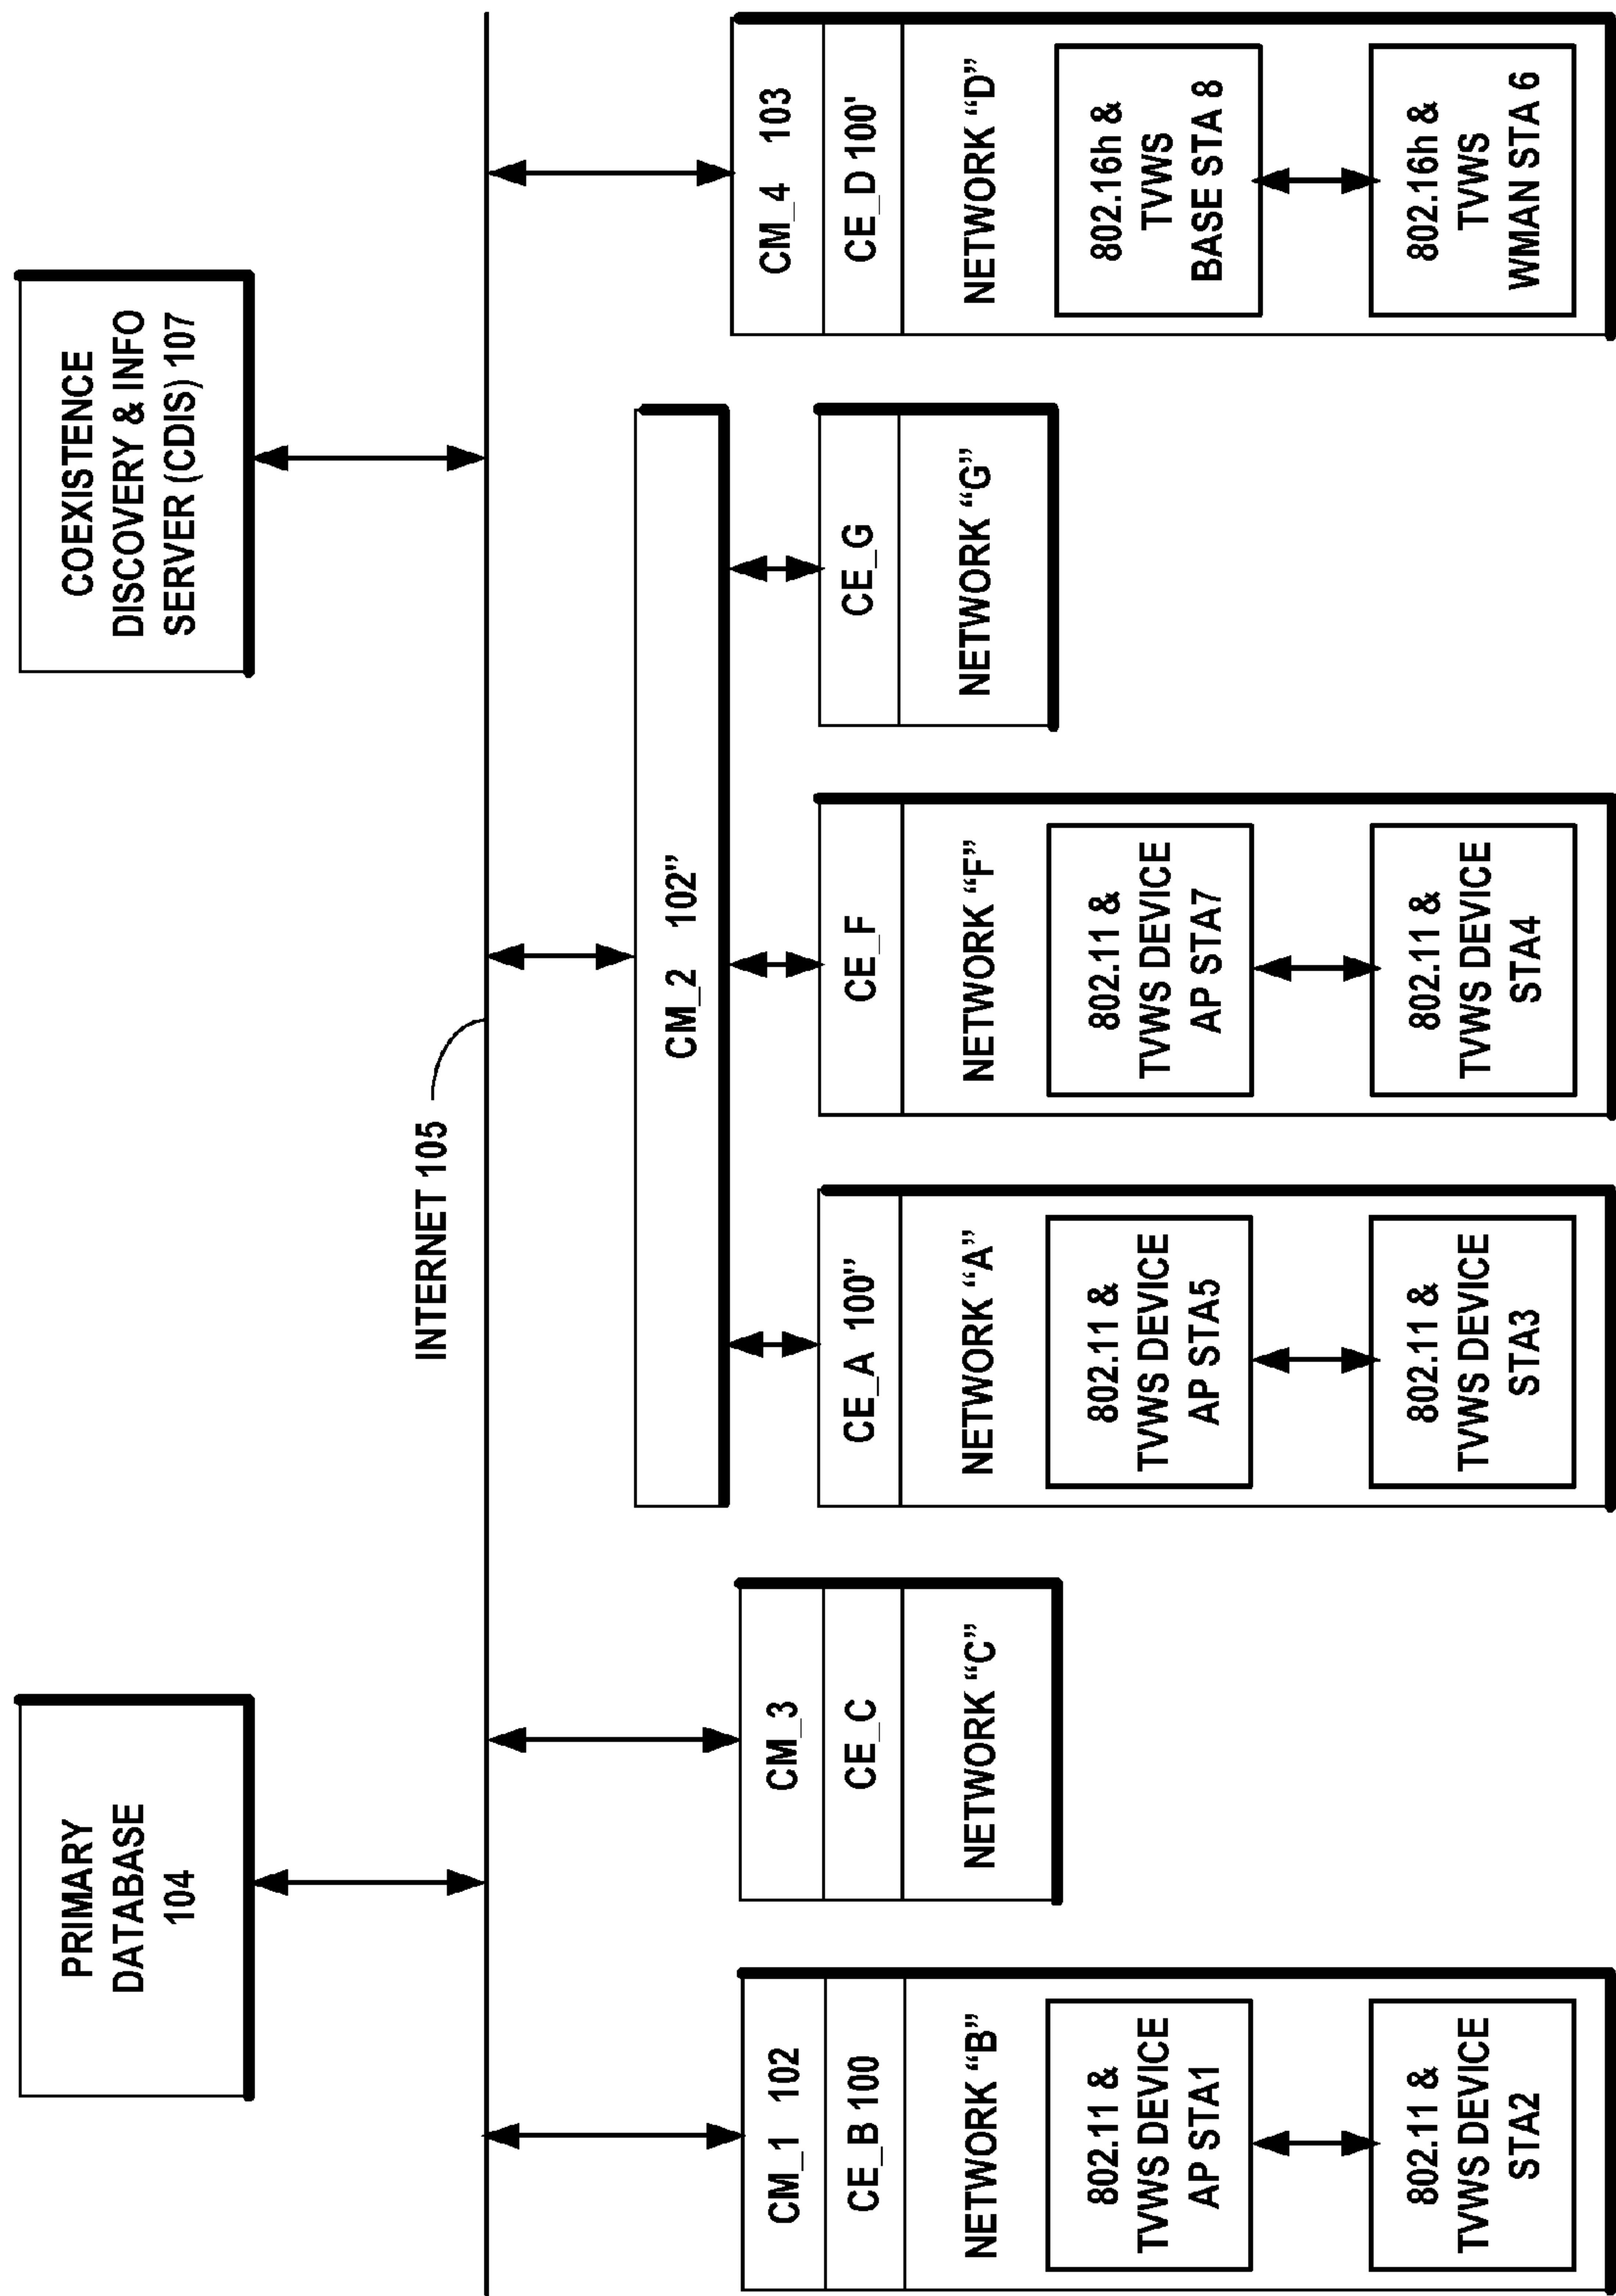 PRIMARY
DATABASE
104
COEXISTENCE
DISCOVERY & INFO
SERVER (CDIS) 107
INTERNET 105
CM_1 102
CE_B 100
NETWORK “B”
802.11 &
TVWS DEVICE
AP STA1
802.11 &
TVWS DEVICE
STA2
CM_3
CE_C
NETWORK “C”
CM_2 102”
CE_A 100”
NETWORK “A”
802.11 &
TVWS DEVICE
AP STA5
802.11 &
TVWS DEVICE
STA3
CE_F
NETWORK “F”
802.11 &
TVWS DEVICE
AP STA7
802.11 &
TVWS DEVICE
STA4
CE_G
NETWORK “G”
CM_4 103
CE_D 100'
NETWORK “D”
802.16h &
TVWS
BASE STA 8
802.16h &
TVWS
WMAN STA 6